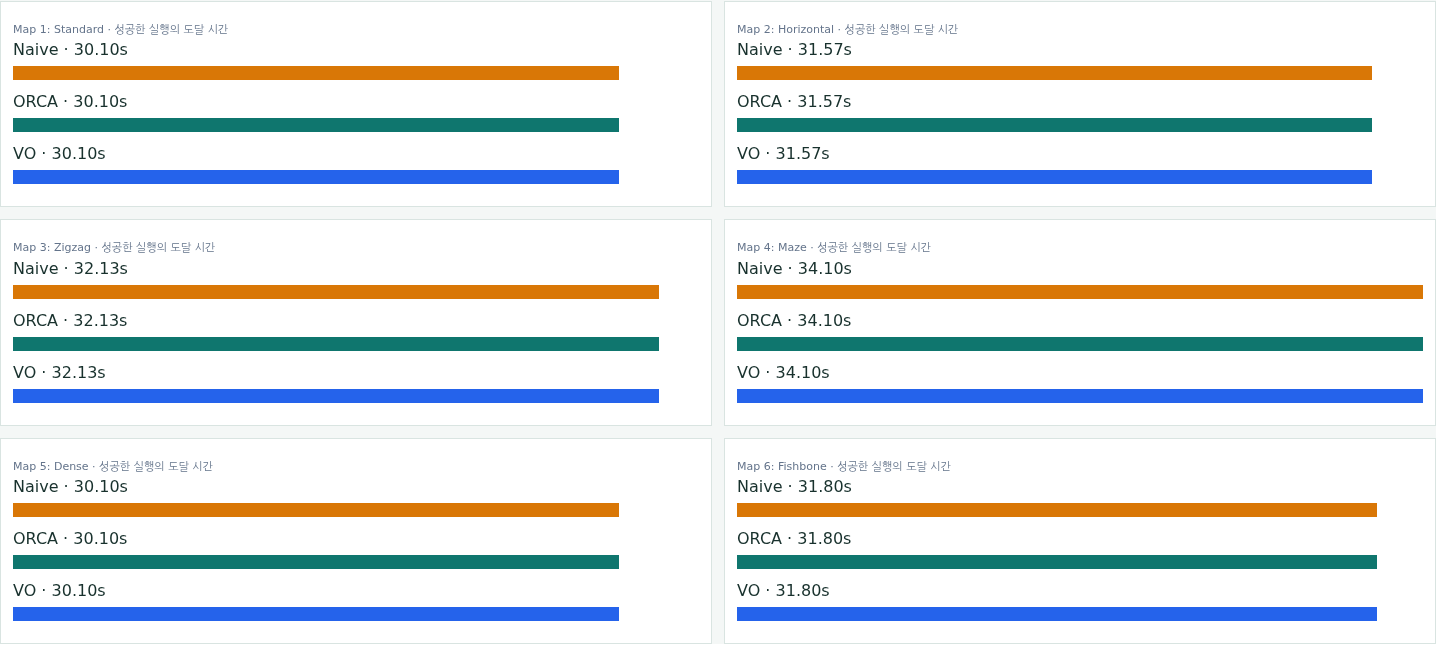 Map 1: Standard · 성공한 실행의 도달 시간
Naive · 30.10s
ORCA · 30.10s
VO · 30.10s
Map 2: Horizontal · 성공한 실행의 도달 시간
Naive · 31.57s
ORCA · 31.57s
VO · 31.57s
Map 3: Zigzag · 성공한 실행의 도달 시간
Naive · 32.13s
ORCA · 32.13s
VO · 32.13s
Map 4: Maze · 성공한 실행의 도달 시간
Naive · 34.10s
ORCA · 34.10s
VO · 34.10s
Map 5: Dense · 성공한 실행의 도달 시간
Naive · 30.10s
ORCA · 30.10s
VO · 30.10s
Map 6: Fishbone · 성공한 실행의 도달 시간
Naive · 31.80s
ORCA · 31.80s
VO · 31.80s